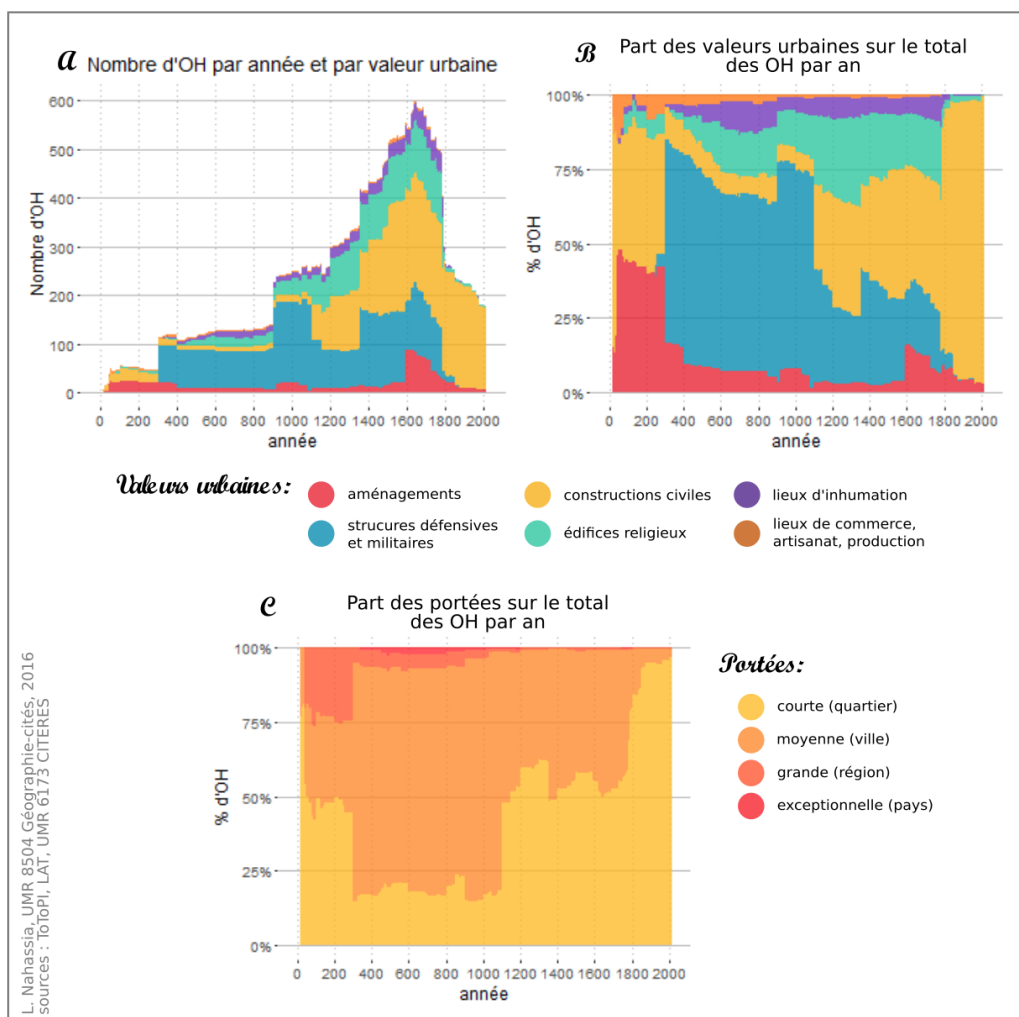 A Nombre d'OH par année et par valeur urbaine
B Part des valeurs urbaines sur le total
des OH par an
Nombre d'OH
600
500
400
300
200
100
0
0 200 400 600 800 1000 1200 1400 1600 1800 2000
année
% d'OH
100%
75%
50%
25%
0%
0 200 400 600 800 1000 1200 1400 1600 1800 2000
année
Valeurs urbaines:
aménagements
strucures défensives
et militaires
constructions civiles
édifices religieux
lieux d'inhumation
lieux de commerce,
artisanat, production
C Part des portées sur le total
des OH par an
% d'OH
100%
75%
50%
25%
0%
0 200 400 600 800 1000 1200 1400 1600 1800 2000
année
Portées:
courte (quartier)
moyenne (ville)
grande (région)
exceptionnelle (pays)
L. Nahassia, UMR 8504 Géographie-cités, 2016
sources : ToToPI, LAT, UMR 6173 CITERES